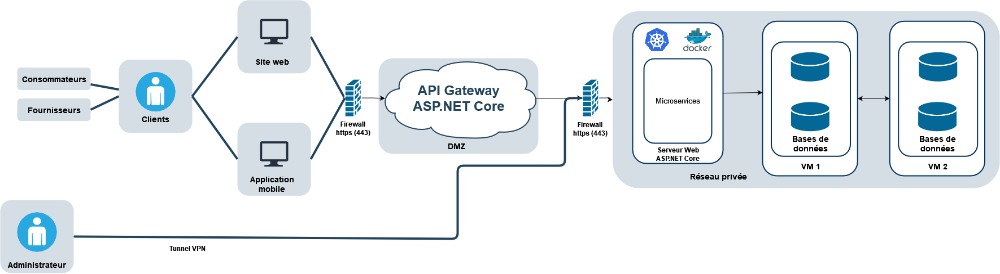 Consommateurs
Fournisseurs
Clients
Site web
Application
mobile
Firewall
https (443)
API Gateway
ASP.NET Core
DMZ
Firewall
https (443)
docker
Microservices
Serveur Web
ASP.NET Core
Bases de
données
VM 1
Bases de
données
VM 2
Réseau privée
Administrateur
Tunnel VPN